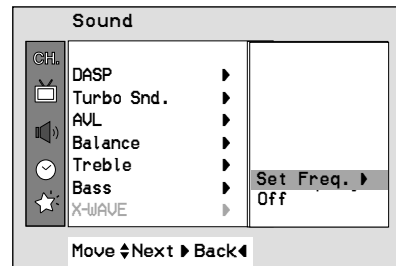 Sound
CH.
DASP
Turbo Snd.
AVL
Balance
Treble
Bass
X-WAVE
Set Freq.
Off
Move Next Back